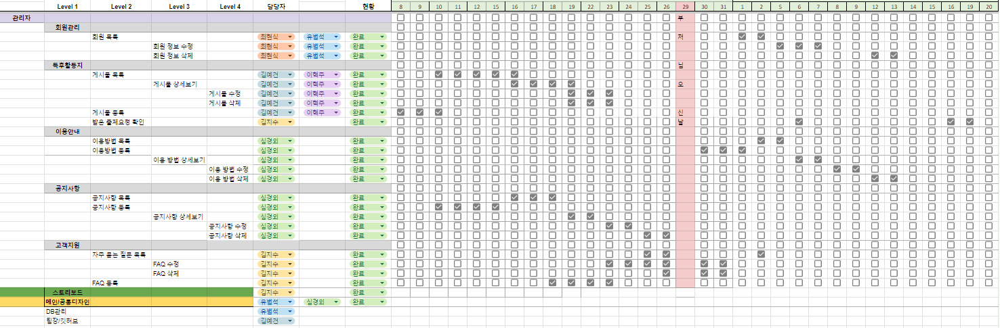 Level 1 Level 2 Level 3 Level 4 담당자 현황 8 9 10 11 12 15 16 17 18 19 22 23 24 25 26 29 30 31 1 2 5 6 7 8 9 12 13 14 15 16 19 20
관리자 부
회원관리
회원 목록 최현식 유범석 완료 처
회원 정보 수정 최현식 유범석 완료
회원 정보 삭제 최현식 유범석 완료
독후활동지 님
게시물 목록 김예건 이혁주 완료
게시물 상세보기 김예건 이혁주 완료 오
게시물 수정 김예건 이혁주 완료
게시물 삭제 김예건 이혁주 완료
게시물 등록 김예건 이혁주 완료 신
받은 출제요청 확인 김지수 완료 날
이용안내
이용방법 목록 심경외 완료
이용방법 등록 심경외 완료
이용 방법 상세보기 심경외 완료
이용 방법 수정 심경외 완료
이용 방법 삭제 심경외 완료
공지사항
공지사항 목록 심경외 완료
공지사항 등록 심경외 완료
공지사항 상세보기 심경외 완료
공지사항 수정 심경외 완료
공지사항 삭제 심경외 완료
고객지원
자주 묻는 질문 목록 김지수 완료
FAQ 수정 김지수 완료
FAQ 삭제 김지수 완료
FAQ 등록 김지수 완료
스토리보드 김지수 완료
메인/공통디자인 유범석 심경외 완료
DB관리 유범석
팀장/깃허브 김예건